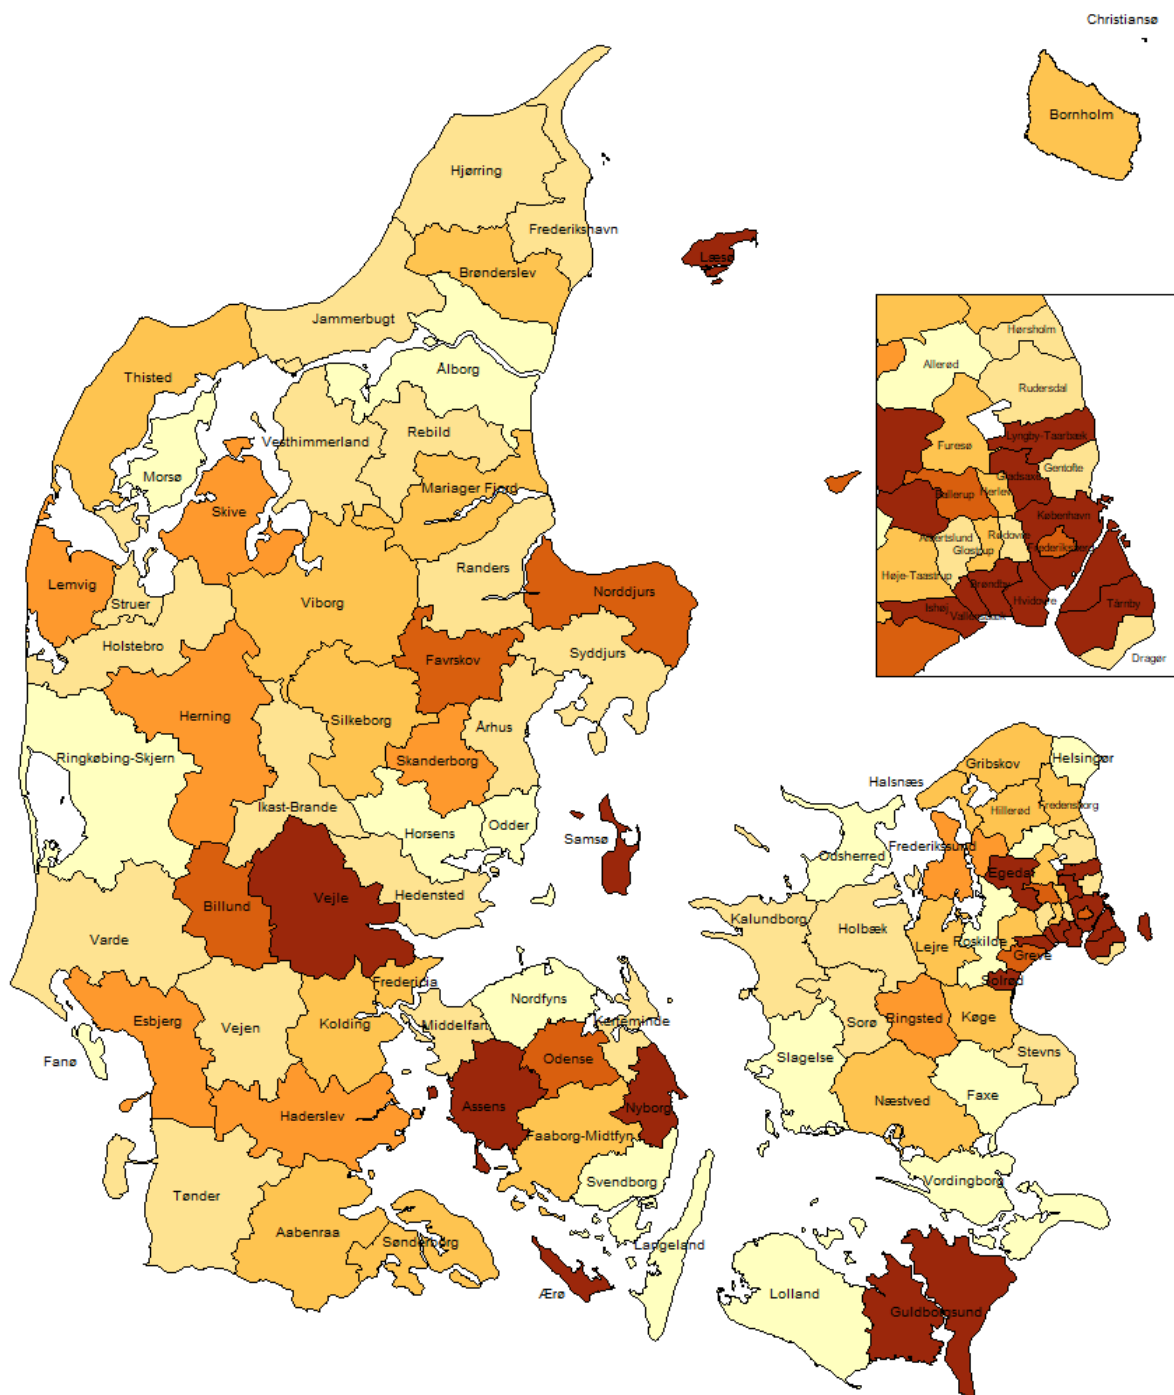 Christiansø
Bornholm
Hjørring
Frederikshavn
Læsø
Brønderslev
Jammerbugt
Hørsholm
Allerød
Rudersdal
Ålborg
Thisted
Vesthimmerland
Rebild
Lyngby-Taarbæk
Furesø
Gentofte
Gladsaxe
Morsø
Mariager Fjord
Ballerup
Herlev
Skive
København
Rødovre
Albertslund
Frederiksberg
Glostrup
Randers
Høje-Taastrup
Lemvig
Norddjurs
Brøndby
Viborg
Struer
Ishøj
Hvidovre
Tårnby
Vallensbæk
Holstebro
Favrskov
Syddjurs
Dragør
Herning
Silkeborg
Århus
Ringkøbing-Skjern
Skanderborg
Helsingør
Gribskov
Halsnæs
Ikast-Brande
Hillerød
Fredensborg
Horsens
Odder
Samsø
Frederikssund
Odsherred
Egedal
Hedensted
Vejle
Billund
Kalundborg
Holbæk
Varde
Lejre
Roskilde
Greve
Fredericia
Solrød
Nordfyns
Esbjerg
Vejen
Kolding
Middelfart
Kerteminde
Sorø
Ringsted
Køge
Fanø
Odense
Slagelse
Stevns
Haderslev
Assens
Nyborg
Næstved
Faxe
Faaborg-Midtfyn
Svendborg
Vordingborg
Tønder
Aabenraa
Sønderborg
Langeland
Ærø
Lolland
Guldborgsund